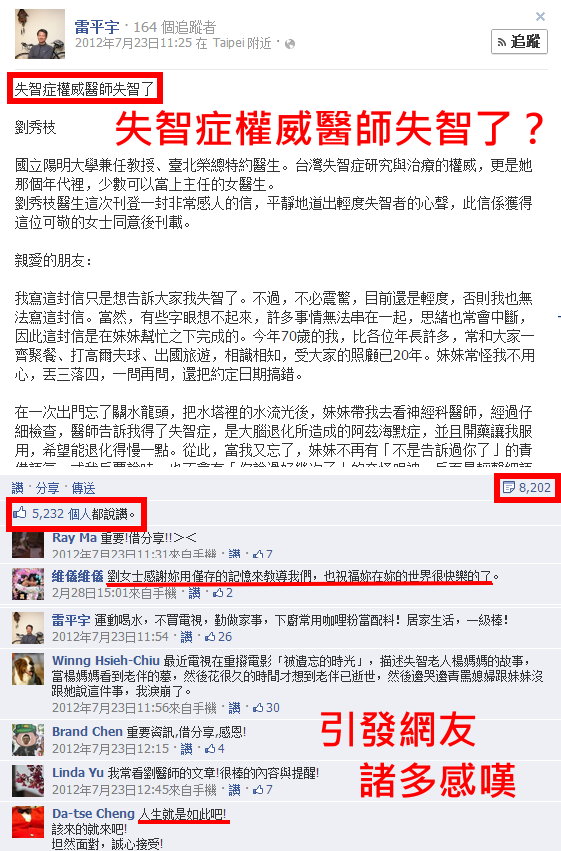 雷平宇 · 164 個追蹤者
2012年7月23日11:25 在 Taipei 附近 ·
追蹤
失智症權威醫師失智了
失智症權威醫師失智了？
劉秀枝
國立陽明大學兼任教授、臺北榮總特約醫生。台灣失智症研究與治療的權威，更是她
那個年代裡，少數可以當上主任的女醫生。
劉秀枝醫生這次刊登一封非常感人的信，平靜地道出輕度失智者的心聲，此信係獲得
這位可敬的女士同意後刊載。
親愛的朋友：
我寫這封信只是想告訴大家我失智了。不過，不必震驚，目前還是輕度，否則我也無
法寫這封信。當然，有些字眼想不起來，許多事情無法串在一起，思緒也常會中斷，
因此這封信是在妹妹幫忙之下完成的。今年70歲的我，比各位年長許多，常和大家一
齊聚餐、打高爾夫球、出國旅遊，相識相知，受大家的照顧已20年。妹妹常怪我不用
心，丟三落四，一問再問，還把約定日期搞錯。
在一次出門忘了關水龍頭，把水塔裡的水流光後，妹妹帶我去看神經科醫師，經過仔
細檢查，醫師告訴我得了失智症，是大腦退化所造成的阿茲海默症，並且開藥讓我服
用，希望能退化得慢一點。從此，當我又忘了，妹妹不再有「不是告訴過你了」的責
讚 · 分享 · 傳送
8,202
5,232 個人都說讚。
Ray Ma 重要!借分享!!><
2012年7月23日11:31來自手機 · 讚 · 7
維儀維儀 劉女士感謝妳用僅存的記憶來教導我們，也祝福妳在妳的世界很快樂的了。
2月28日15:01來自手機 · 讚 · 2
雷平宇 運動喝水，不買電視，勤做家事，下廚常用咖哩粉當配料！居家生活，一級棒！
2012年7月23日11:54 · 讚 · 26
Winng Hsieh-Chiu 最近電視在重撥電影「被遺忘的時光」，描述失智老人楊媽媽的故事，
當楊媽媽看到老伴的墓，然後花很久的時間才想到老伴已逝世，然後邊哭邊責罵媳婦跟妹妹沒
跟她說這件事，我淚崩了。
2012年7月23日11:56來自手機 · 讚 · 30
Brand Chen 重要資訊,借分享,感恩!
2012年7月23日12:15 · 讚 · 4
引發網友
諸多感嘆
Linda Yu 我常看劉醫師的文章!很棒的內容與提醒!
2012年7月23日12:45來自手機 · 讚 · 7
Da-tse Cheng 人生就是如此吧!
該來的就來吧!
坦然面對，誠心接受!